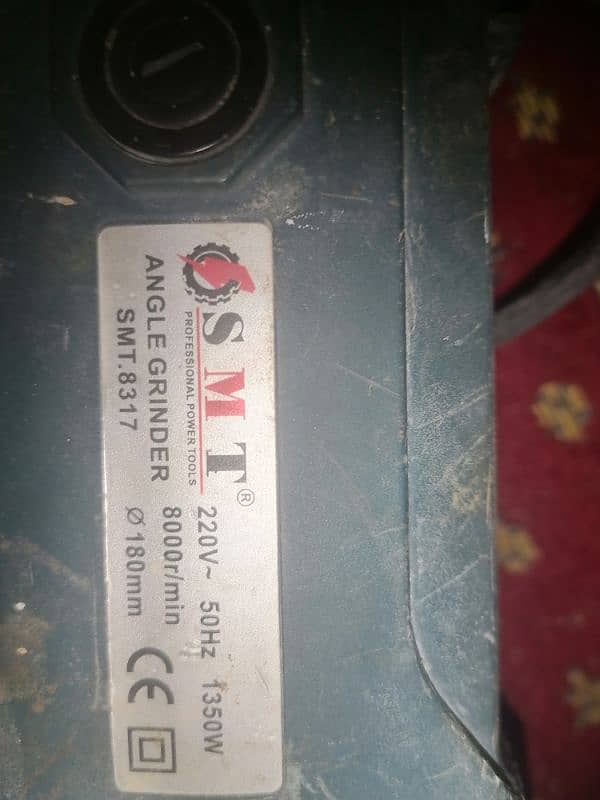 SMT®
PROFESSIONAL POWER TOOLS
ANGLE GRINDER
SMT.8317
220V~ 50Hz 1350W
8000r/min
Ø180mm
CE